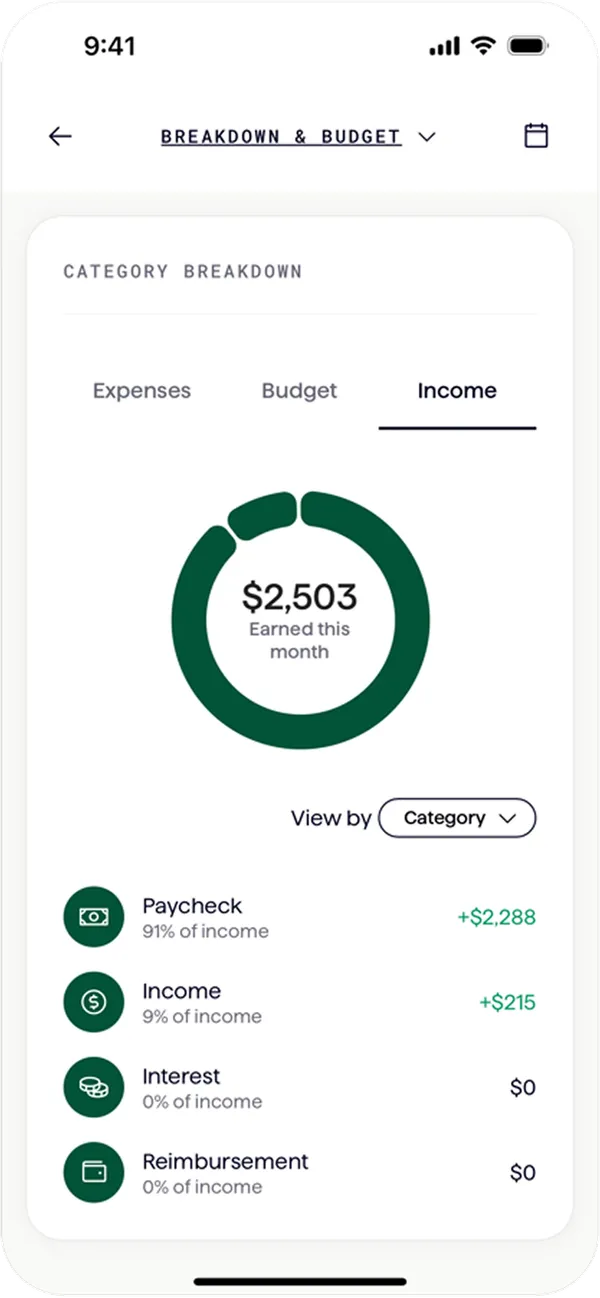 9:41
BREAKDOWN & BUDGET
CATEGORY BREAKDOWN
Expenses Budget Income
$2,503
Earned this
month
View by Category
Paycheck
91% of income
+$2,288
Income
9% of income
+$215
Interest
0% of income
$0
Reimbursement
0% of income
$0